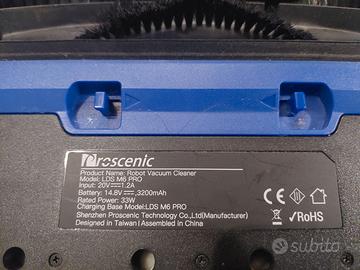 Proscenic
Product Name: Robot Vacuum Cleaner
Model: LDS M6 PRO
Input: 20V⎓1.2A
Battery: 14.8V⎓,3200mAh
Rated Power: 33W
Charging Base Model:LDS M6 PRO
Shenzhen Proscenic Technology Co.,Ltd(Manufacturer)
Designed in Taiwan | Assembled in China
CE
✓RoHS
subito